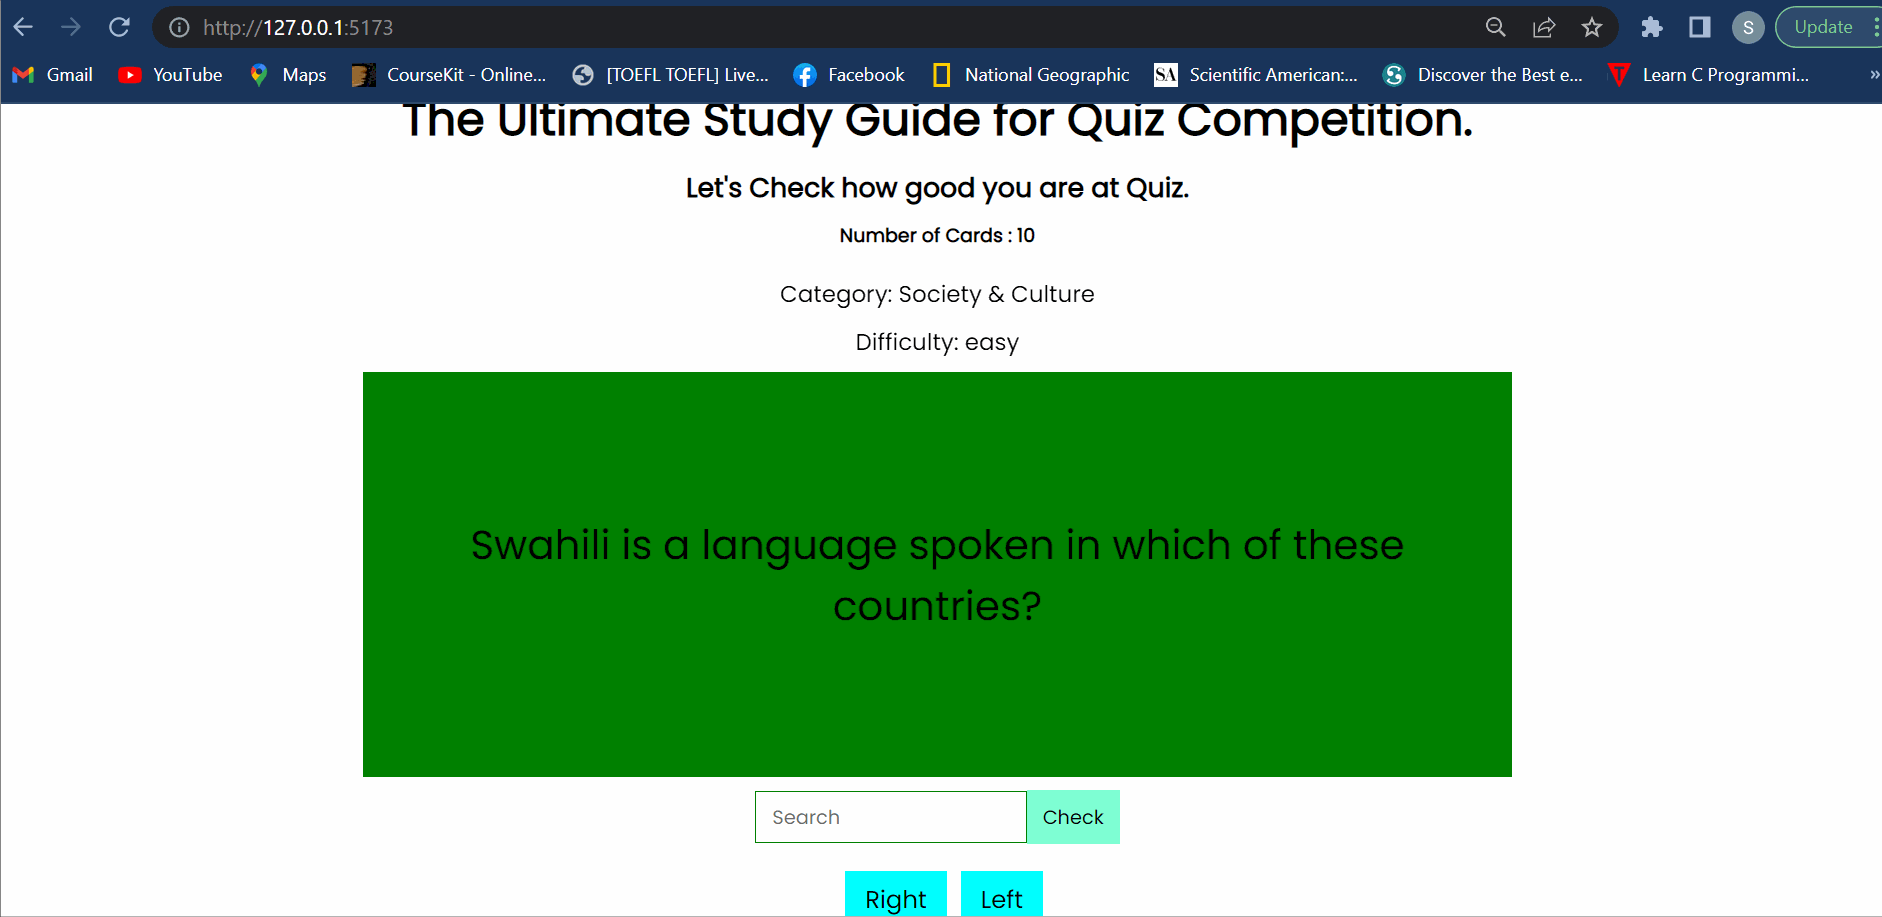 http://127.0.0.1:5173
S
Update
Gmail
YouTube
Maps
CourseKit - Online...
[TOEFL TOEFL] Live...
Facebook
National Geographic
SA
Scientific American:...
S
Discover the Best e...
T
Learn C Programmi...
»
The Ultimate Study Guide for Quiz Competition.
Let's Check how good you are at Quiz.
Number of Cards : 10
Category: Society & Culture
Difficulty: easy
Swahili is a language spoken in which of these
countries?
Search
Check
Right
Left